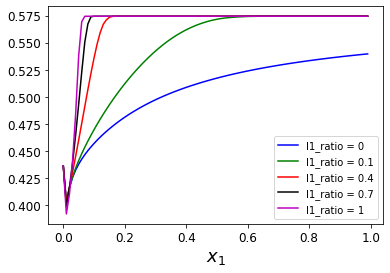 0.575
0.550
0.525
0.500
0.475
0.450
0.425
0.400
0.0 0.2 0.4 0.6 0.8 1.0
x₁
l1_ratio = 0
l1_ratio = 0.1
l1_ratio = 0.4
l1_ratio = 0.7
l1_ratio = 1